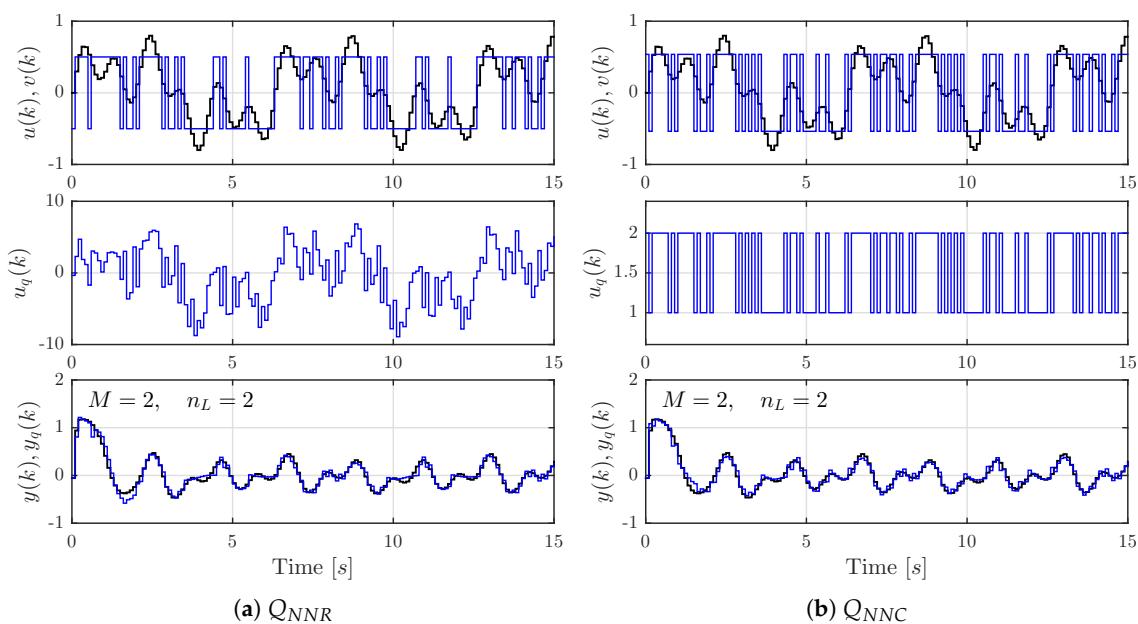 1
0
-1
u(k), v(k)
0 5 10 15
10
0
-10
u_q(k)
0 5 10 15
2
1
0
-1
y(k), y_q(k)
M = 2, n_L = 2
0 5 10 15
Time [s]
(a) Q_NNR
1
0
-1
u(k), v(k)
0 5 10 15
2
1.5
1
u_q(k)
0 5 10 15
2
1
0
-1
y(k), y_q(k)
M = 2, n_L = 2
0 5 10 15
Time [s]
(b) Q_NNC